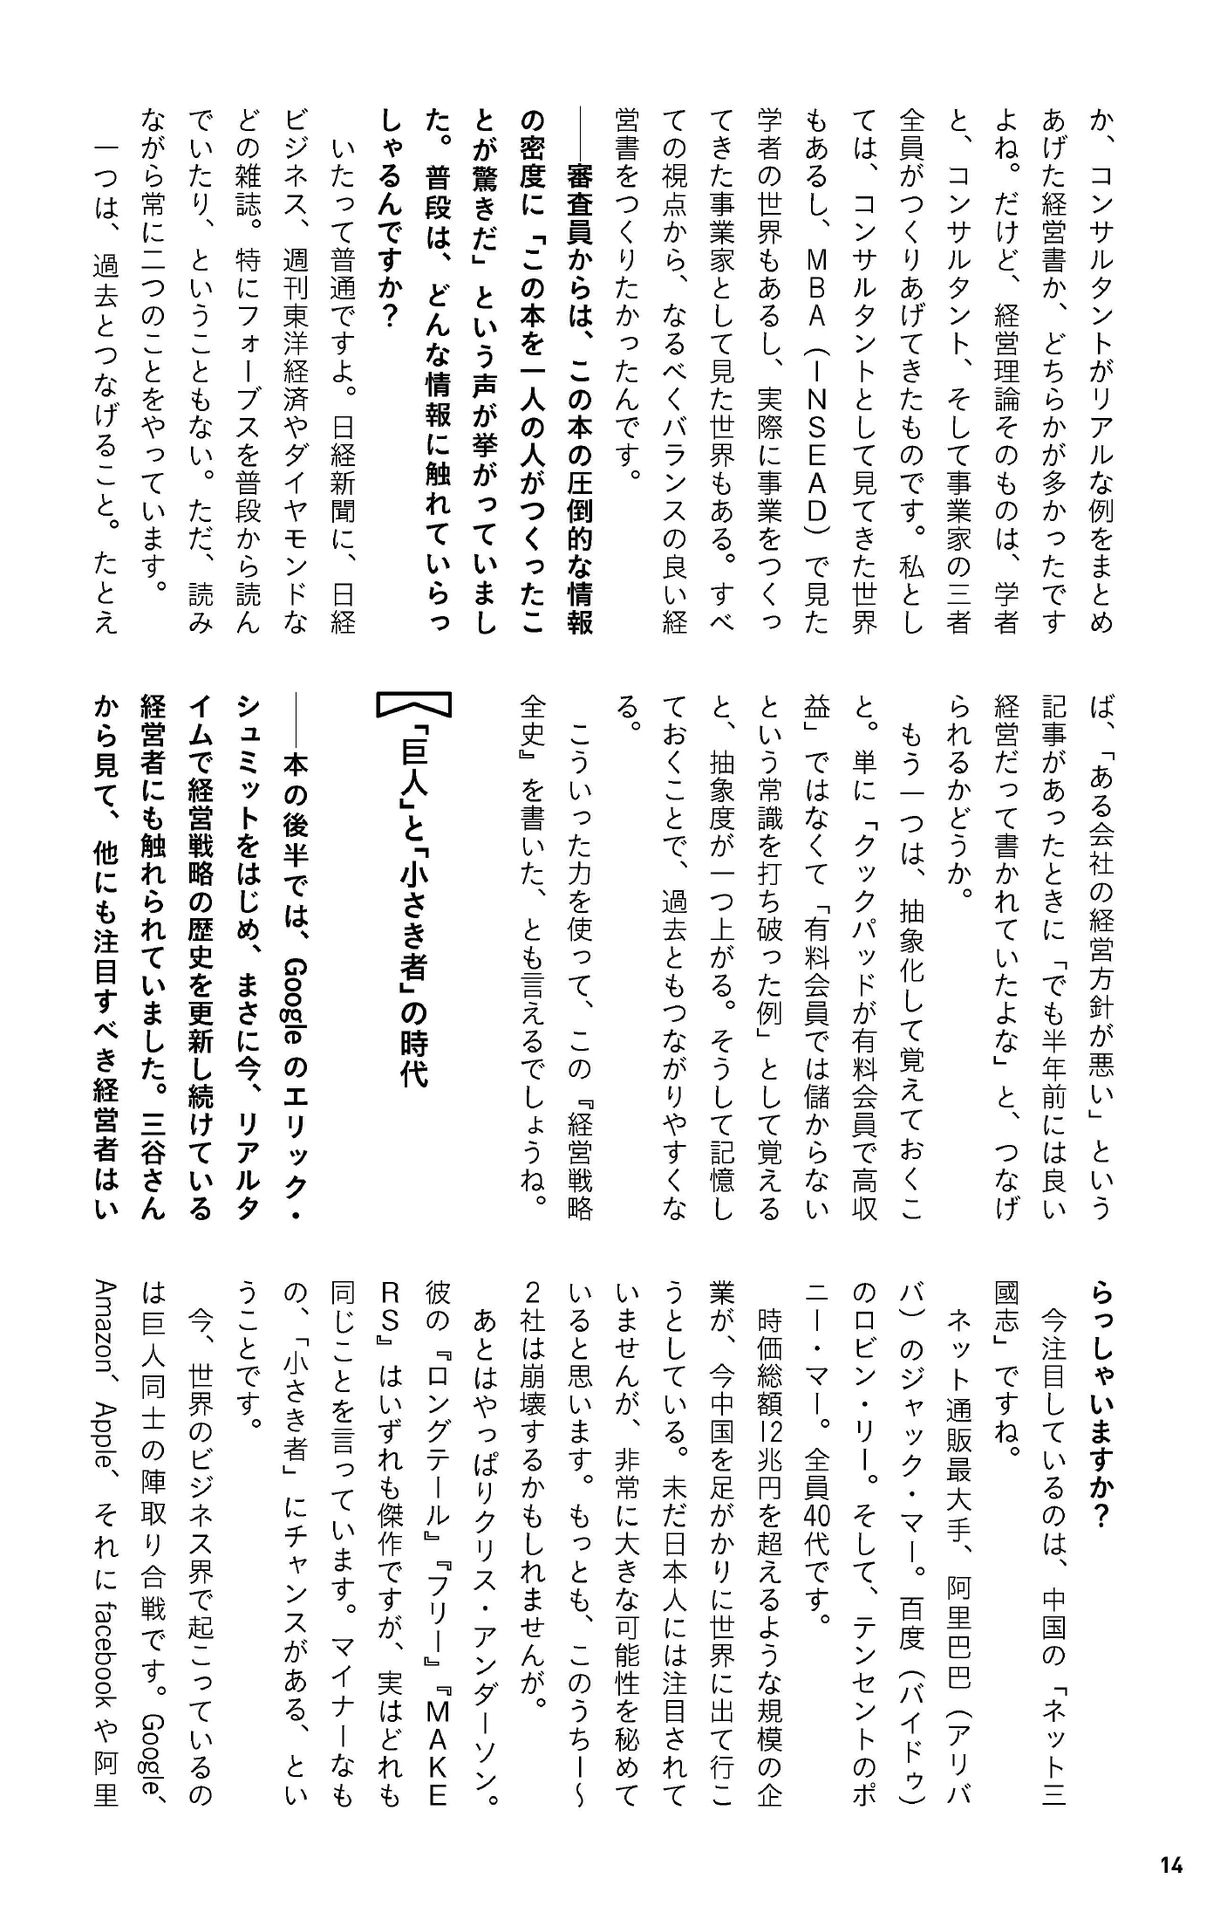 か、コンサルタントがリアルな例をまとめ
あげた経営書か、どちらかが多かったです
よね。だけど、経営理論そのものは、学者
と、コンサルタント、そして事業家の三者
全員がつくりあげてきたものです。私とし
ては、コンサルタントとして見てきた世界
もあるし、MBA（INSEAD）で見た
学者の世界もあるし、実際に事業をつくっ
てきた事業家として見た世界もある。すべ
ての視点から、なるべくバランスの良い経
営書をつくりたかったんです。
――審査員からは、この本の圧倒的な情報
の密度に「この本を一人の人がつくったこ
とが驚きだ」という声が挙がっていまし
た。普段は、どんな情報に触れていらっ
しゃるんですか？
　いたって普通ですよ。日経新聞に、日経
ビジネス、週刊東洋経済やダイヤモンドな
どの雑誌。特にフォーブスを普段から読ん
でいたり、ということもない。ただ、読み
ながら常に二つのことをやっています。
　一つは、過去とつなげること。たとえ
ば、「ある会社の経営方針が悪い」という
記事があったときに「でも半年前には良い
経営だって書かれていたよな」と、つなげ
られるかどうか。
　もう一つは、抽象化して覚えておくこ
と。単に「クックパッドが有料会員で高収
益」ではなくて「有料会員では儲からない
という常識を打ち破った例」として覚える
と、抽象度が一つ上がる。そうして記憶し
ておくことで、過去ともつながりやすくな
る。
　こういった力を使って、この『経営戦略
全史』を書いた、とも言えるでしょうね。
「巨人」と「小さき者」の時代
――本の後半では、Googleのエリック・
シュミットをはじめ、まさに今、リアルタ
イムで経営戦略の歴史を更新し続けている
経営者にも触れられていました。三谷さん
から見て、他にも注目すべき経営者はい
らっしゃいますか？
　今注目しているのは、中国の「ネット三
國志」ですね。
　ネット通販最大手、阿里巴巴（アリバ
バ）のジャック・マー。百度（バイドゥ）
のロビン・リー。そして、テンセントのポ
ニー・マー。全員40代です。
　時価総額12兆円を超えるような規模の企
業が、今中国を足がかりに世界に出て行こ
うとしている。未だ日本人には注目されて
いませんが、非常に大きな可能性を秘めて
いると思います。もっとも、このうち1〜
2社は崩壊するかもしれませんが。
　あとはやっぱりクリス・アンダーソン。
彼の『ロングテール』『フリー』『MAKE
RS』はいずれも傑作ですが、実はどれも
同じことを言っています。マイナーなも
の、「小さき者」にチャンスがある、とい
うことです。
　今、世界のビジネス界で起こっているの
は巨人同士の陣取り合戦です。Google、
Amazon、Apple、それにfacebookや阿里
14